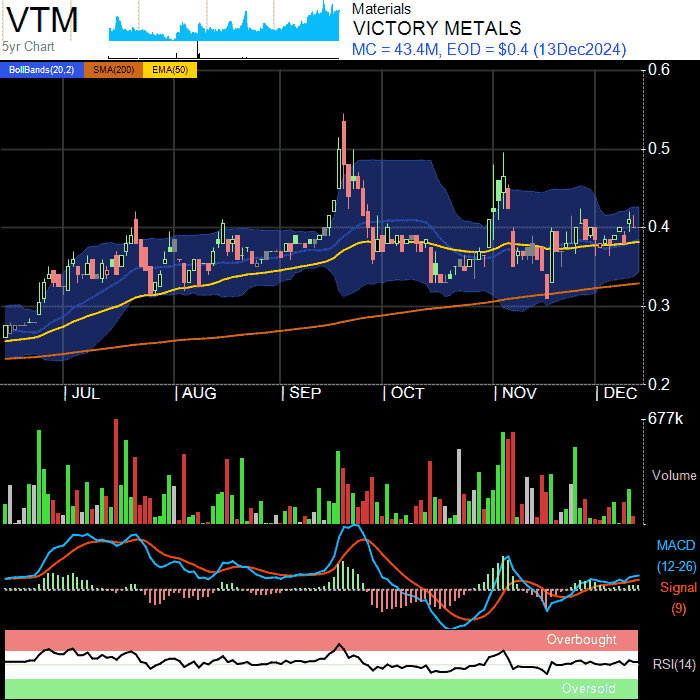 VTM
5yr Chart
Materials
VICTORY METALS
MC = 43.4M, EOD = $0.4 (13Dec2024)
BollBands(20,2) SMA(200) EMA(50)
0.6
0.5
0.4
0.3
0.2
| JUL | AUG | SEP | OCT | NOV | DEC
677k
Volume
MACD
(12-26)
Signal
(9)
Overbought
RSI(14)
Oversold